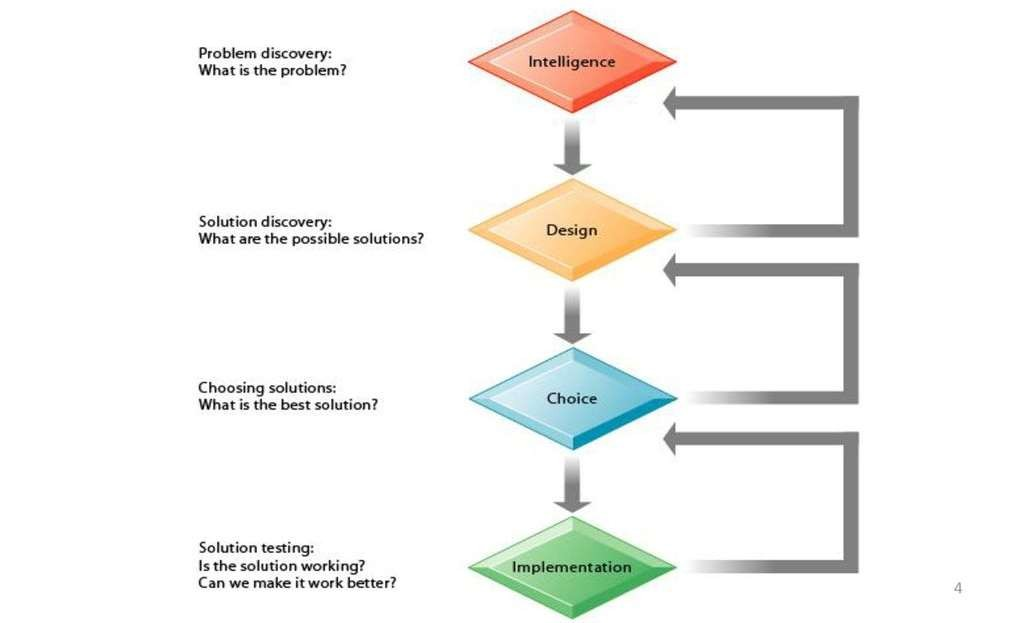 Problem discovery:
What is the problem?
Intelligence
Solution discovery:
What are the possible solutions?
Design
Choosing solutions:
What is the best solution?
Choice
Solution testing:
Is the solution working?
Can we make it work better?
Implementation
4